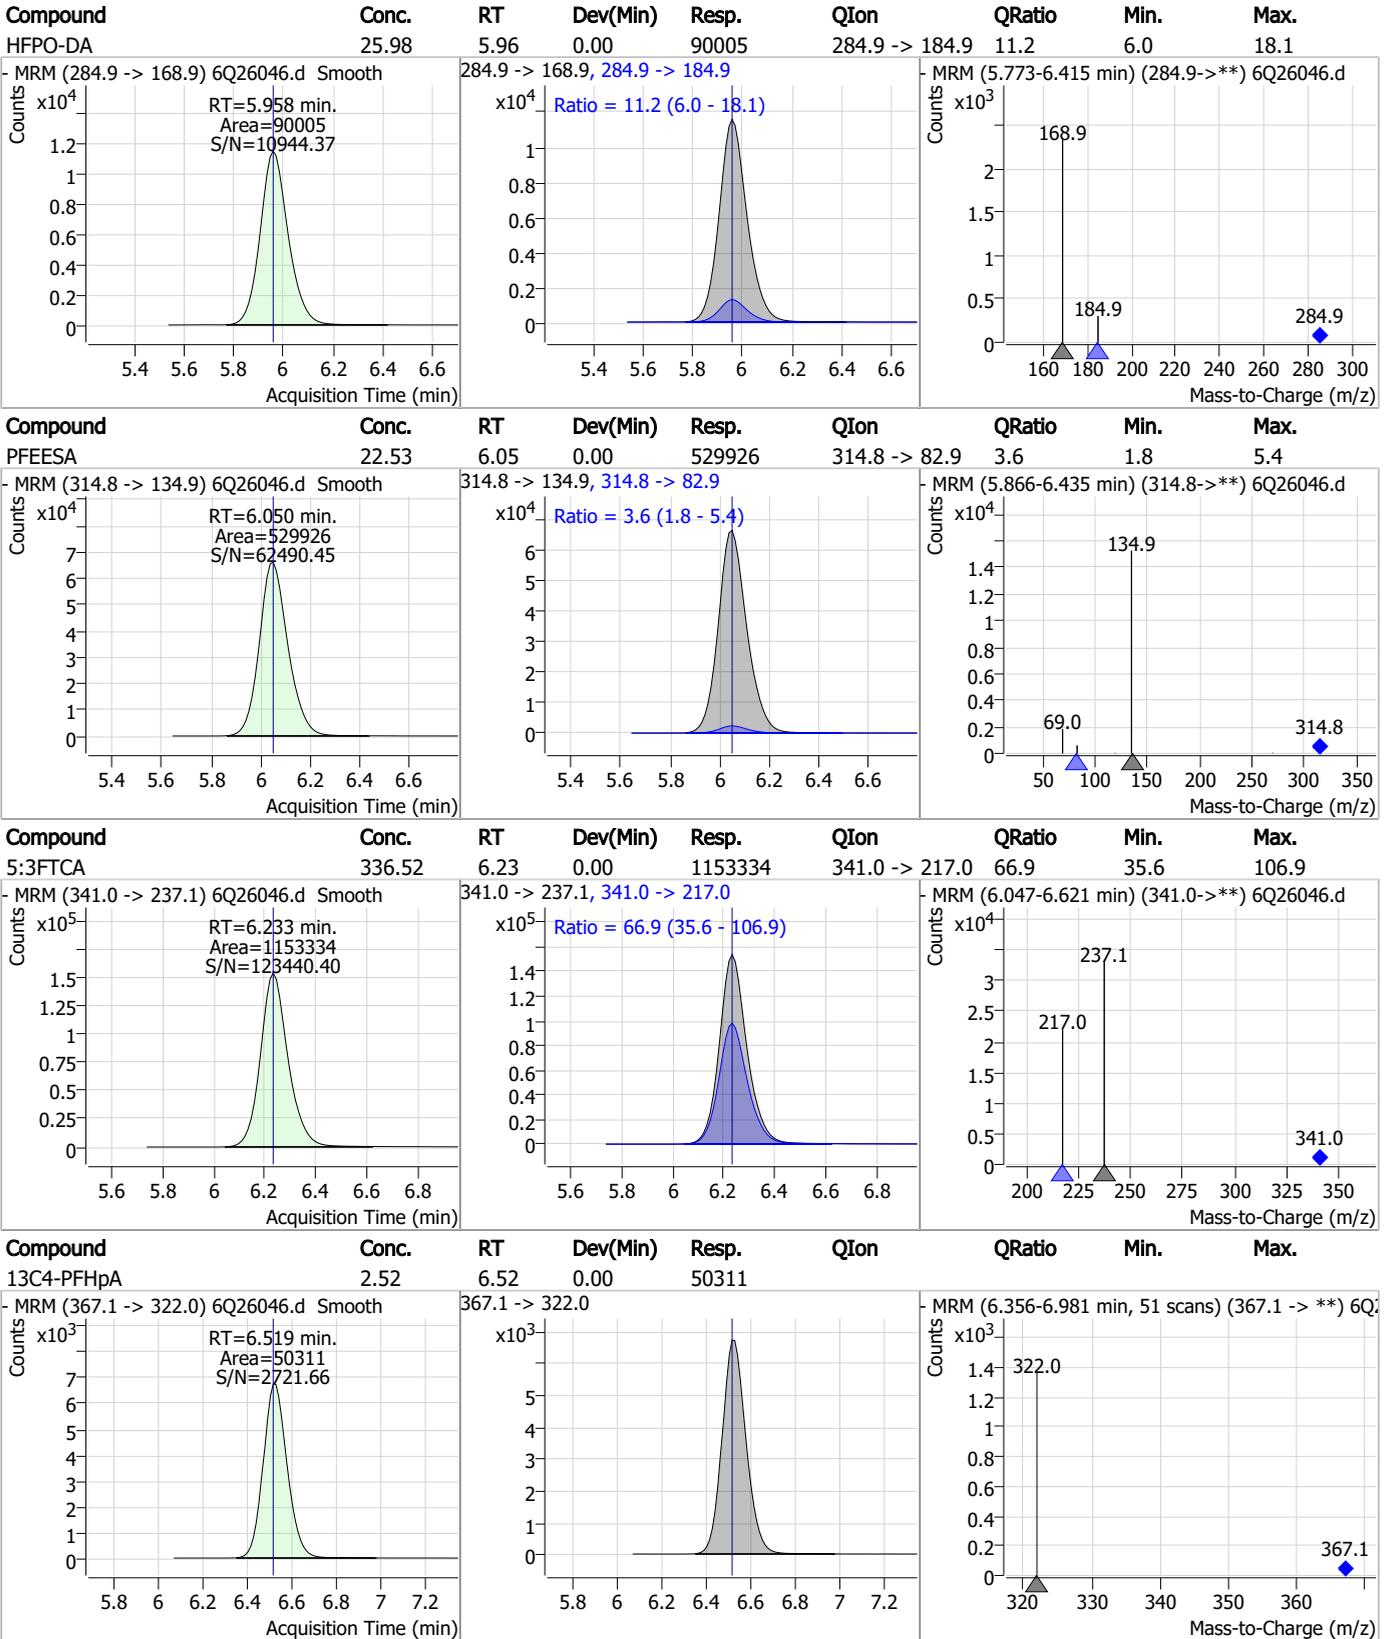 Compound Conc. RT Dev(Min) Resp. QIon QRatio Min. Max.
HFPO-DA 25.98 5.96 0.00 90005 284.9 -> 184.9 11.2 6.0 18.1
- MRM (284.9 -> 168.9) 6Q26046.d Smooth
Counts
x10^4
RT=5.958 min.
Area=90005
S/N=10944.37
1.2
1
0.8
0.6
0.4
0.2
0
5.4 5.6 5.8 6 6.2 6.4 6.6
Acquisition Time (min)
284.9 -> 168.9, 284.9 -> 184.9
x10^4
Ratio = 11.2 (6.0 - 18.1)
1
0.8
0.6
0.4
0.2
0
5.4 5.6 5.8 6 6.2 6.4 6.6
Acquisition Time (min)
- MRM (5.773-6.415 min) (284.9->**) 6Q26046.d
Counts
x10^3
168.9
184.9
284.9
2
1.5
1
0.5
0
160 180 200 220 240 260 280 300
Mass-to-Charge (m/z)
Compound Conc. RT Dev(Min) Resp. QIon QRatio Min. Max.
PFEESA 22.53 6.05 0.00 529926 314.8 -> 82.9 3.6 1.8 5.4
- MRM (314.8 -> 134.9) 6Q26046.d Smooth
Counts
x10^4
RT=6.050 min.
Area=529926
S/N=62490.45
7
6
5
4
3
2
1
0
5.4 5.6 5.8 6 6.2 6.4 6.6
Acquisition Time (min)
314.8 -> 134.9, 314.8 -> 82.9
x10^4
Ratio = 3.6 (1.8 - 5.4)
6
5
4
3
2
1
0
5.4 5.6 5.8 6 6.2 6.4 6.6
Acquisition Time (min)
- MRM (5.866-6.435 min) (314.8->**) 6Q26046.d
Counts
x10^4
134.9
69.0
314.8
1.4
1.2
1
0.8
0.6
0.4
0.2
0
50 100 150 200 250 300 350
Mass-to-Charge (m/z)
Compound Conc. RT Dev(Min) Resp. QIon QRatio Min. Max.
5:3FTCA 336.52 6.23 0.00 1153334 341.0 -> 217.0 66.9 35.6 106.9
- MRM (341.0 -> 237.1) 6Q26046.d Smooth
Counts
x10^5
RT=6.233 min.
Area=1153334
S/N=123440.40
1.5
1.25
1
0.75
0.5
0.25
0
5.6 5.8 6 6.2 6.4 6.6 6.8
Acquisition Time (min)
341.0 -> 237.1, 341.0 -> 217.0
x10^5
Ratio = 66.9 (35.6 - 106.9)
1.4
1.2
1
0.8
0.6
0.4
0.2
0
5.6 5.8 6 6.2 6.4 6.6 6.8
Acquisition Time (min)
- MRM (6.047-6.621 min) (341.0->**) 6Q26046.d
Counts
x10^4
237.1
217.0
341.0
3
2.5
2
1
0.5
0
200 225 250 275 300 325 350
Mass-to-Charge (m/z)
Compound Conc. RT Dev(Min) Resp. QIon QRatio Min. Max.
13C4-PFHpA 2.52 6.52 0.00 50311
- MRM (367.1 -> 322.0) 6Q26046.d Smooth
Counts
x10^3
RT=6.519 min.
Area=50311
S/N=2721.66
7
6
5
4
3
2
1
0
5.8 6 6.2 6.4 6.6 6.8 7 7.2
Acquisition Time (min)
367.1 -> 322.0
x10^3
5
4
3
2
1
0
5.8 6 6.2 6.4 6.6 6.8 7 7.2
Acquisition Time (min)
- MRM (6.356-6.981 min, 51 scans) (367.1 -> **) 6Q
Counts
x10^3
322.0
367.1
1.4
1.2
1
0.8
0.6
0.4
0.2
0
320 330 340 350 360
Mass-to-Charge (m/z)